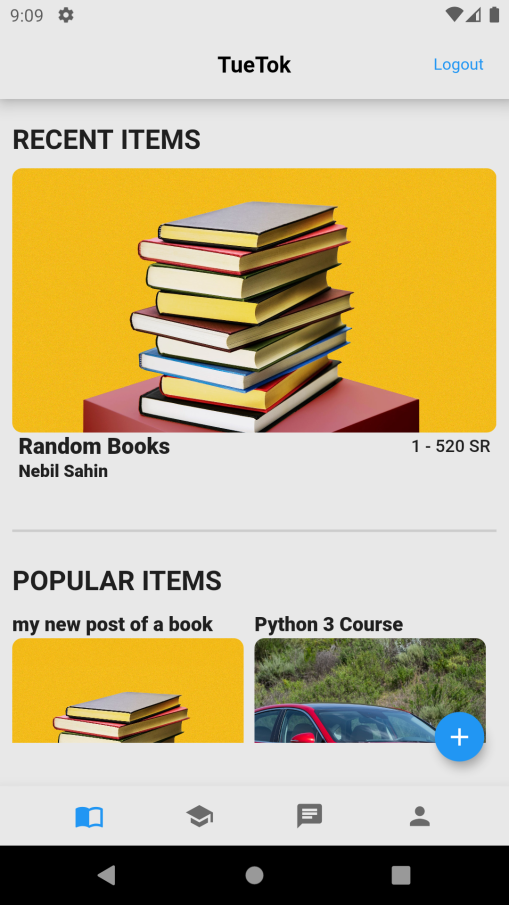 9:09
TueTok
Logout
RECENT ITEMS
Random Books
1 - 520 SR
Nebil Sahin
POPULAR ITEMS
my new post of a book
Python 3 Course